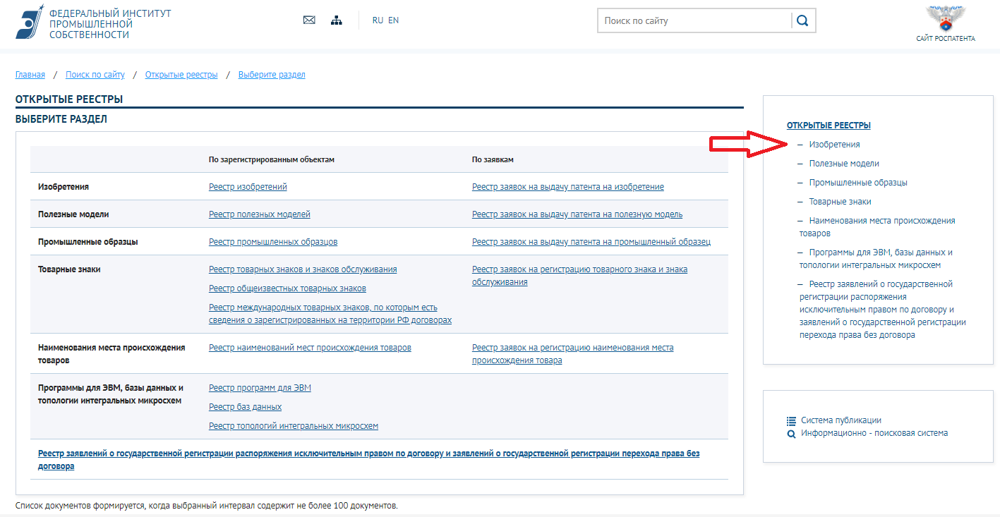 ФЕДЕРАЛЬНЫЙ ИНСТИТУТ
ПРОМЫШЛЕННОЙ
СОБСТВЕННОСТИ
RU EN
Поиск по сайту
САЙТ РОСПАТЕНТА
Главная / Поиск по сайту / Открытые реестры / Выберите раздел
ОТКРЫТЫЕ РЕЕСТРЫ
ВЫБЕРИТЕ РАЗДЕЛ
По зарегистрированным объектам
По заявкам
Изобретения
Реестр изобретений
Реестр заявок на выдачу патента на изобретение
Полезные модели
Реестр полезных моделей
Реестр заявок на выдачу патента на полезную модель
Промышленные образцы
Реестр промышленных образцов
Реестр заявок на выдачу патента на промышленный образец
Товарные знаки
Реестр товарных знаков и знаков обслуживания
Реестр общеизвестных товарных знаков
Реестр международных товарных знаков, по которым есть
сведения о зарегистрированных на территории РФ договорах
Реестр заявок на регистрацию товарного знака и знака
обслуживания
Наименования места происхождения
товаров
Реестр наименований мест происхождения товаров
Реестр заявок на регистрацию наименования места
происхождения товара
Программы для ЭВМ, базы данных и
топологии интегральных микросхем
Реестр программ для ЭВМ
Реестр баз данных
Реестр топологий интегральных микросхем
Реестр заявлений о государственной регистрации распоряжения исключительным правом по договору и заявлений о государственной регистрации перехода права без
договора
Список документов формируется, когда выбранный интервал содержит не более 100 документов.
ОТКРЫТЫЕ РЕЕСТРЫ
– Изобретения
– Полезные модели
– Промышленные образцы
– Товарные знаки
– Наименования места происхождения
товаров
– Программы для ЭВМ, базы данных и
топологии интегральных микросхем
– Реестр заявлений о государственной
регистрации распоряжения
исключительным правом по договору и
заявлений о государственной регистрации
перехода права без договора
Система публикации
Информационно - поисковая система